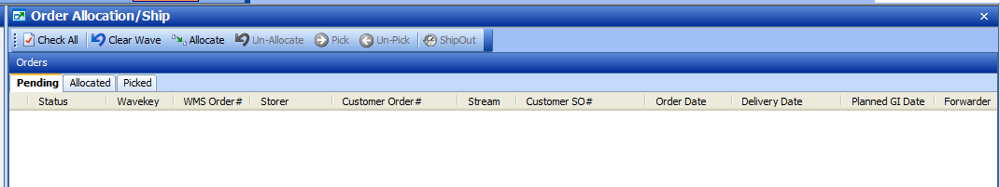 Order Allocation/Ship
Check All Clear Wave Allocate Un-Allocate Pick Un-Pick ShipOut
Orders
Pending Allocated Picked
Status Wavekey WMS Order# Storer Customer Order# Stream Customer SO# Order Date Delivery Date Planned GI Date Forwarder